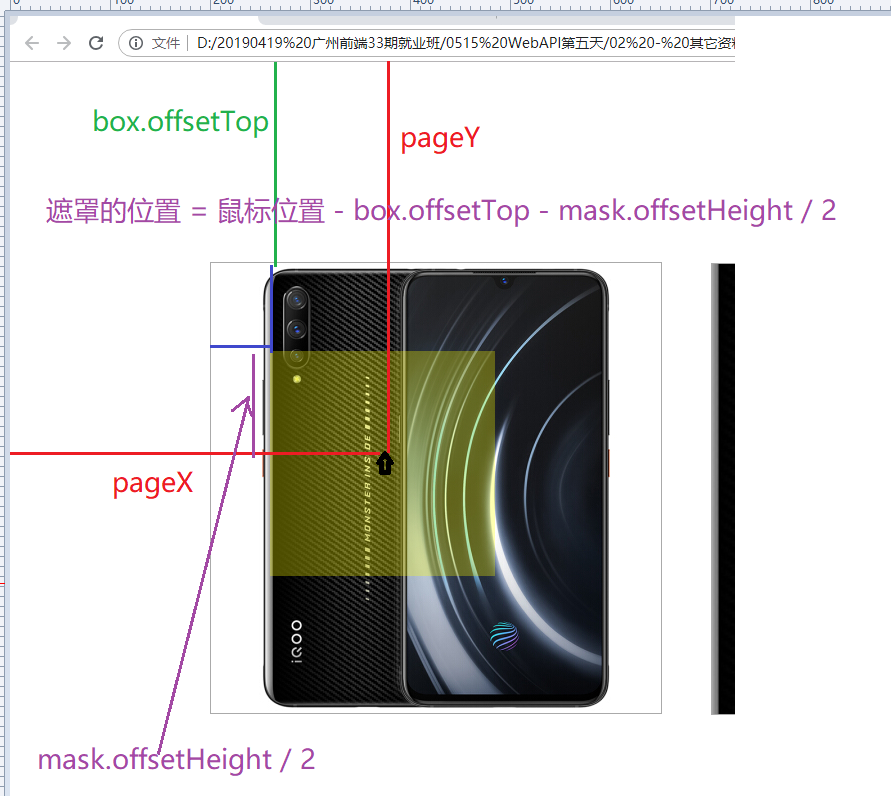 0 100 200 300 400 500 600 700 800
文件 D:/20190419%20广州前端33期就业班/0515%20WebAPI第五天/02%20-%20其它资料
box.offsetTop
pageY
遮罩的位置 = 鼠标位置 - box.offsetTop - mask.offsetHeight / 2
MONSTER INSIDE
pageX
iQOO
mask.offsetHeight / 2